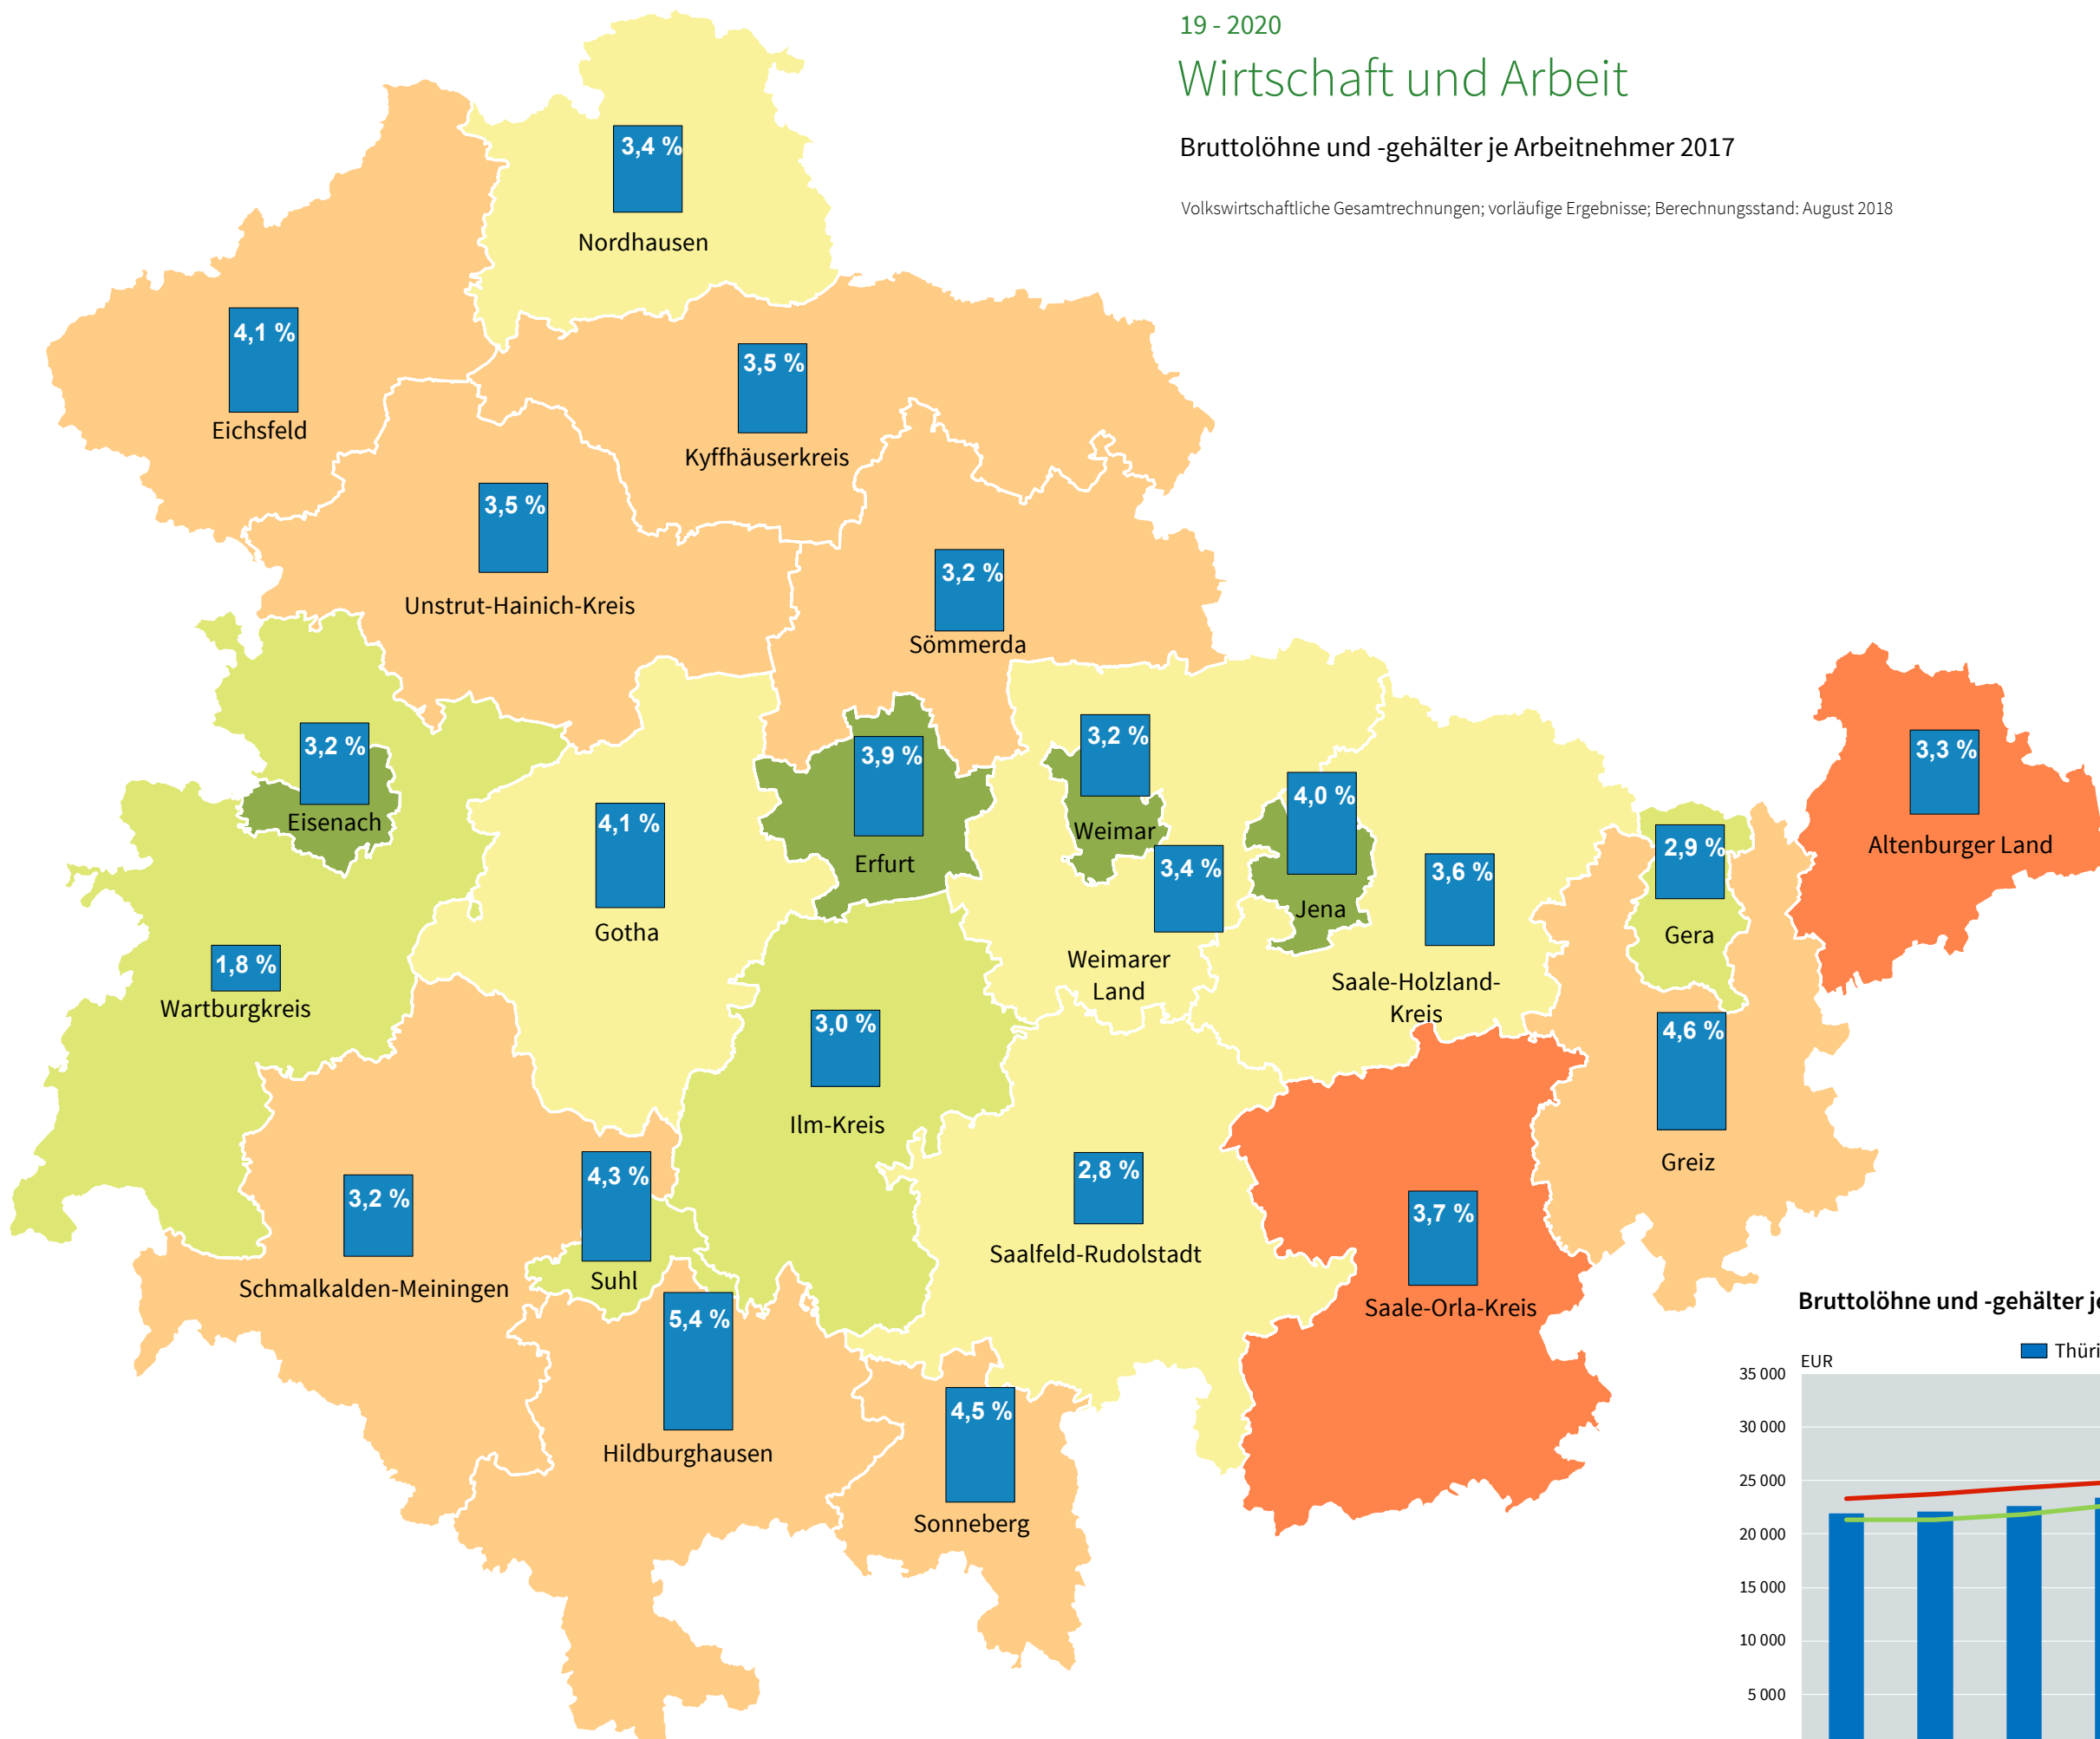 19 - 2020
Wirtschaft und Arbeit
Bruttolöhne und -gehälter je Arbeitnehmer 2017
Volkswirtschaftliche Gesamtrechnungen; vorläufige Ergebnisse; Berechnungsstand: August 2018
3,4 %
Nordhausen
4,1 %
Eichsfeld
3,5 %
Kyffhäuserkreis
3,5 %
Unstrut-Hainich-Kreis
3,2 %
Sömmerda
3,2 %
Eisenach
3,9 %
Erfurt
3,2 %
Weimar
4,0 %
Jena
3,3 %
Altenburger Land
4,1 %
Gotha
3,4 %
Weimarer
Land
3,6 %
Saale-Holzland-
Kreis
2,9 %
Gera
1,8 %
Wartburgkreis
3,0 %
Ilm-Kreis
4,6 %
Greiz
3,2 %
Schmalkalden-Meiningen
4,3 %
Suhl
2,8 %
Saalfeld-Rudolstadt
3,7 %
Saale-Orla-Kreis
5,4 %
Hildburghausen
4,5 %
Sonneberg
Bruttolöhne und -gehälter je
Thüri
EUR
35 000
30 000
25 000
20 000
15 000
10 000
5 000